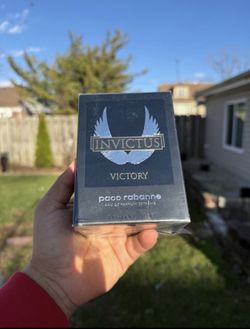 INVICTUS
VICTORY
paco rabanne
EAU DE PARFUM EXTRÊME